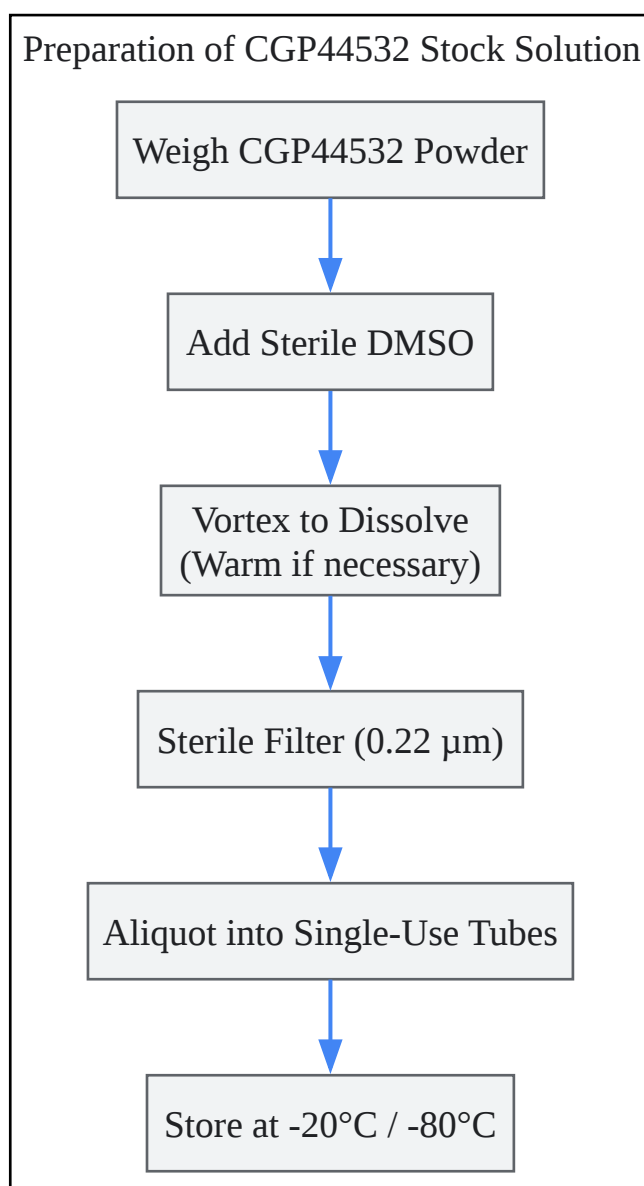 Preparation of CGP44532 Stock Solution
Weigh CGP44532 Powder
Add Sterile DMSO
Vortex to Dissolve
(Warm if necessary)
Sterile Filter (0.22 µm)
Aliquot into Single-Use Tubes
Store at -20°C / -80°C